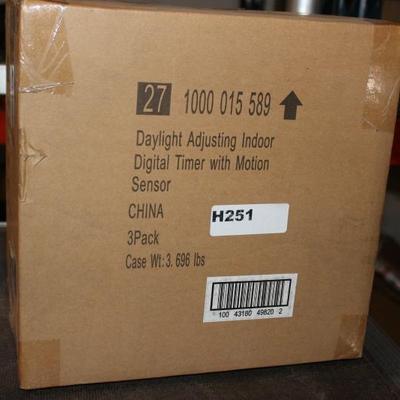 27 1000 015 589
Daylight Adjusting Indoor
Digital Timer with Motion
Sensor
CHINA
H251
3Pack
Case Wt:3. 696 lbs
100 43180 49820 2